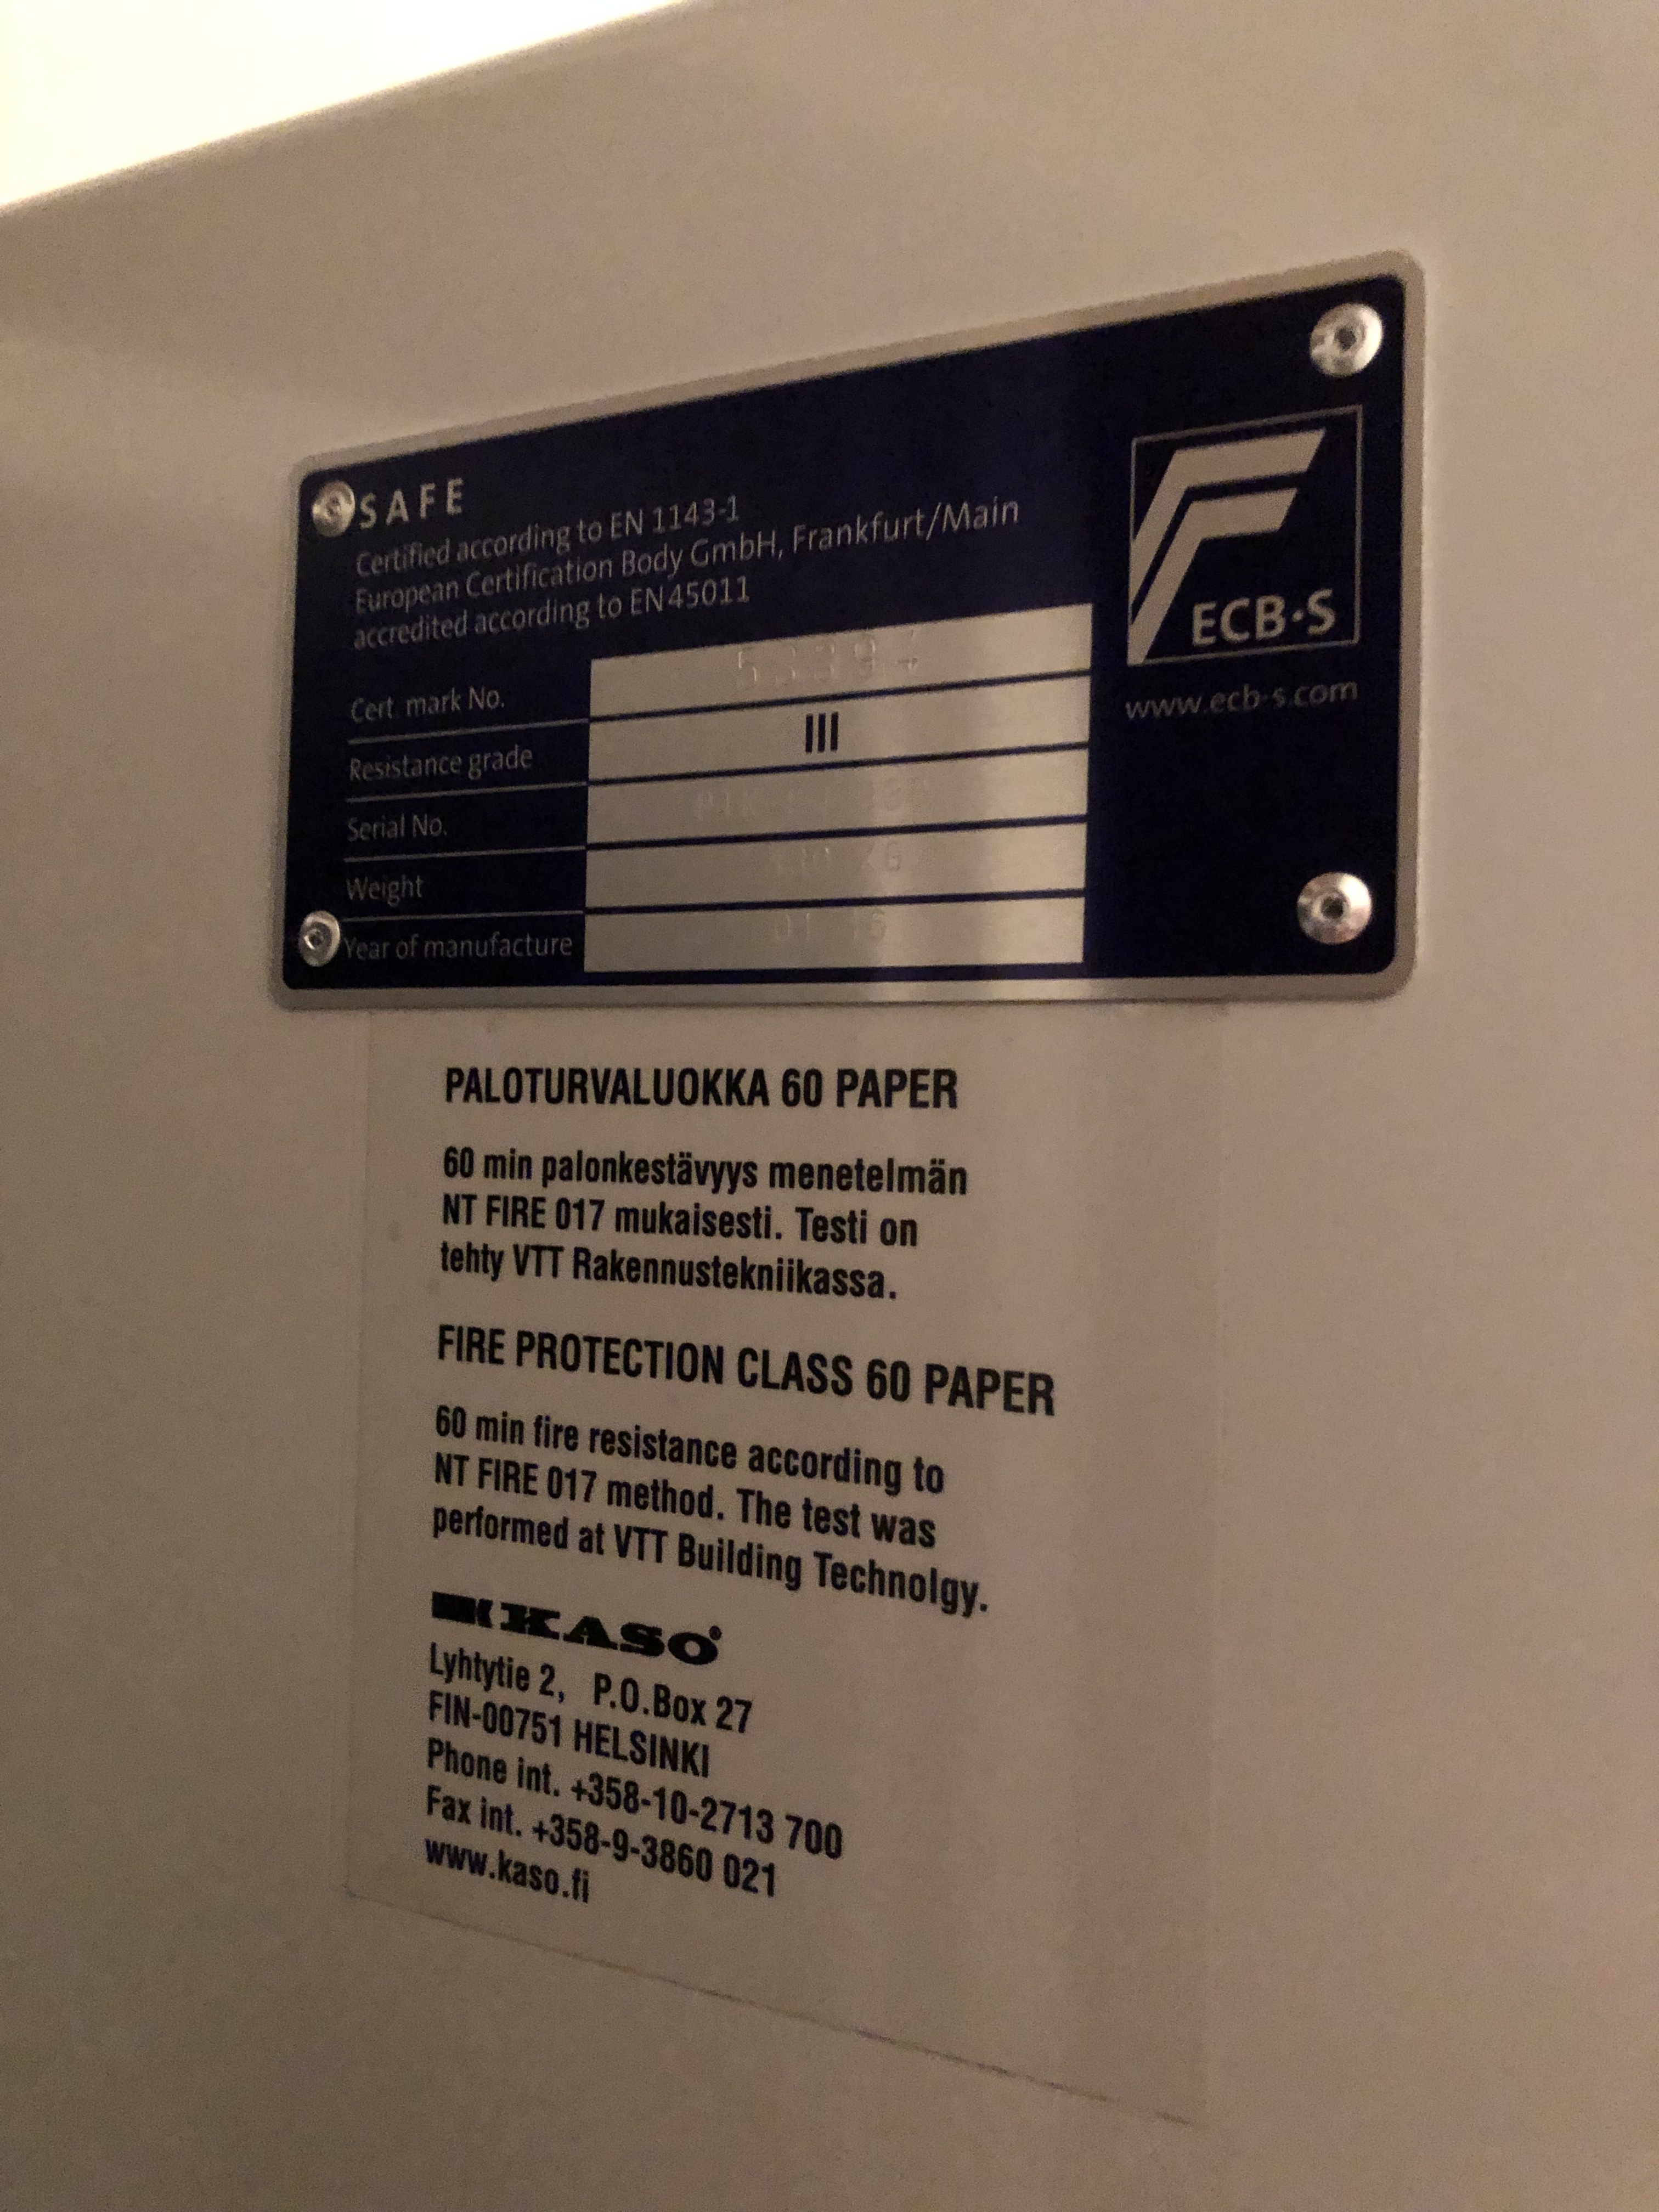 SAFE
Certified according to EN 1143-1
European Certification Body GmbH, Frankfurt/Main
accredited according to EN 45011
ECB·S
www.ecb-s.com
Cert. mark No.
Resistance grade III
Serial No.
Weight
Year of manufacture
PALOTURVALUOKKA 60 PAPER
60 min palonkestävyys menetelmän
NT FIRE 017 mukaisesti. Testi on
tehty VTT Rakennustekniikassa.
FIRE PROTECTION CLASS 60 PAPER
60 min fire resistance according to
NT FIRE 017 method. The test was
performed at VTT Building Technolgy.
KASO
Lyhtytie 2, P.O.Box 27
FIN-00751 HELSINKI
Phone int. +358-10-2713 700
Fax int. +358-9-3860 021
www.kaso.fi